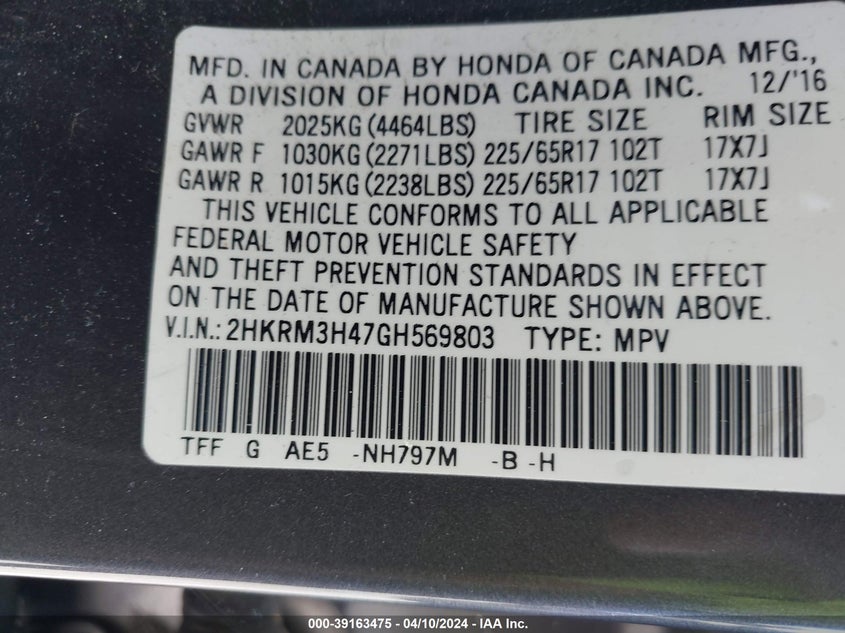 MFD. IN CANADA BY HONDA OF CANADA MFG.,
A DIVISION OF HONDA CANADA INC. 12/'16
GVWR 2025KG (4464LBS) TIRE SIZE RIM SIZE
GAWR F 1030KG (2271LBS) 225/65R17 102T 17X7J
GAWR R 1015KG (2238LBS) 225/65R17 102T 17X7J
THIS VEHICLE CONFORMS TO ALL APPLICABLE
FEDERAL MOTOR VEHICLE SAFETY
AND THEFT PREVENTION STANDARDS IN EFFECT
ON THE DATE OF MANUFACTURE SHOWN ABOVE.
V.I.N.: 2HKRM3H47GH569803 TYPE: MPV
TFF G AE5 -NH797M -B -H
000-39163475 — 04/10/2024 — IAA Inc.